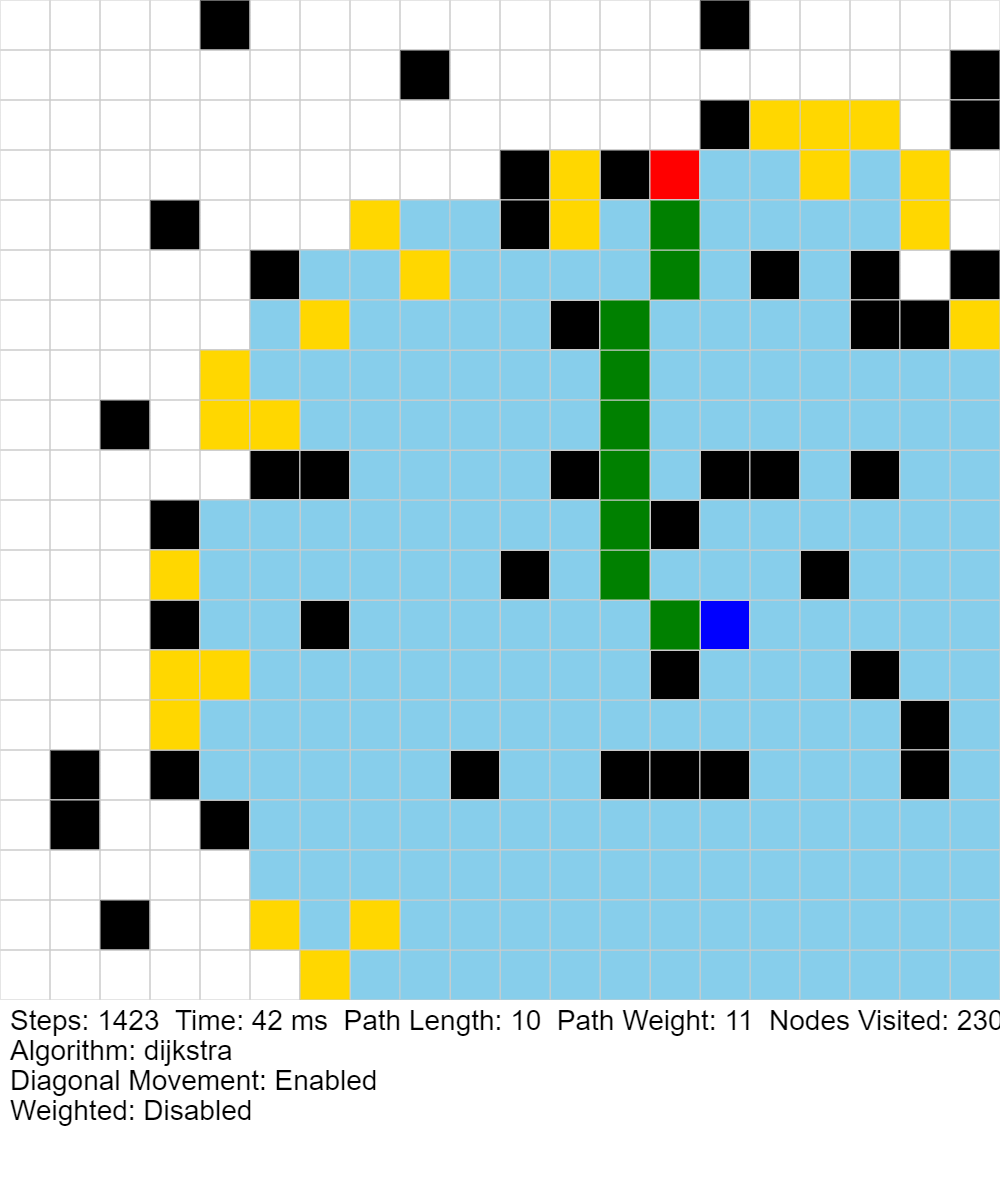 Steps: 1423 Time: 42 ms Path Length: 10 Path Weight: 11 Nodes Visited: 230
Algorithm: dijkstra
Diagonal Movement: Enabled
Weighted: Disabled